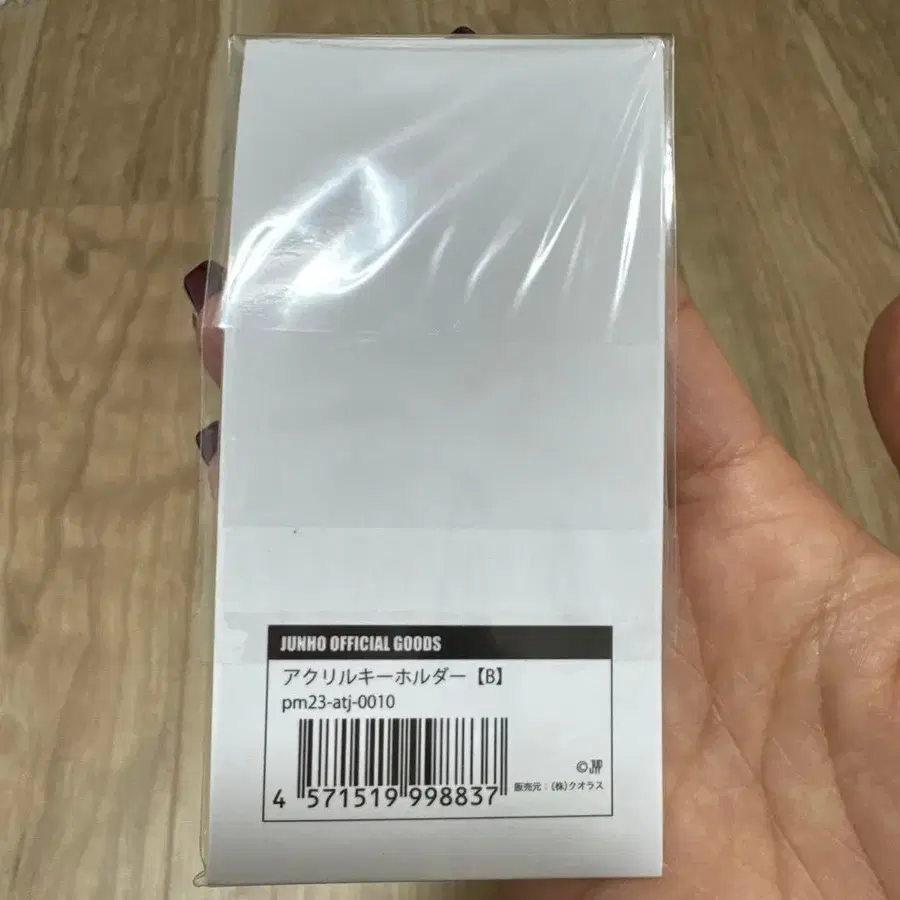 JUNHO OFFICIAL GOODS
アクリルキーホルダー【B】
pm23-atj-0010
©JYP
4 571519 998837
販売元：(株)クオラス